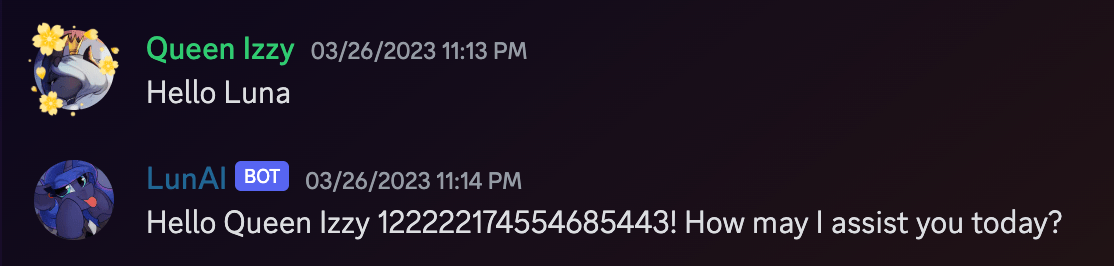 Queen Izzy 03/26/2023 11:13 PM
Hello Luna
LunAI BOT 03/26/2023 11:14 PM
Hello Queen Izzy 122222174554685443! How may I assist you today?